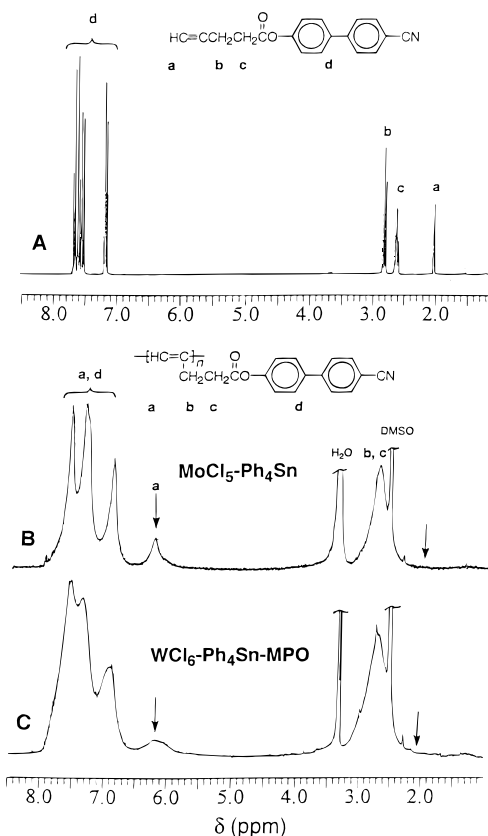 d
O
HC≡CCH₂CH₂CO
CN
a b c d
b
c
a
A
8.0 7.0 6.0 5.0 4.0 3.0 2.0
–[HC=C]n–
O
CH₂CH₂CO
CN
a b c d
a, d
H₂O
DMSO
b, c
a
MoCl₅-Ph₄Sn
B
WCl₆-Ph₄Sn-MPO
C
8.0 7.0 6.0 5.0 4.0 3.0 2.0
δ (ppm)